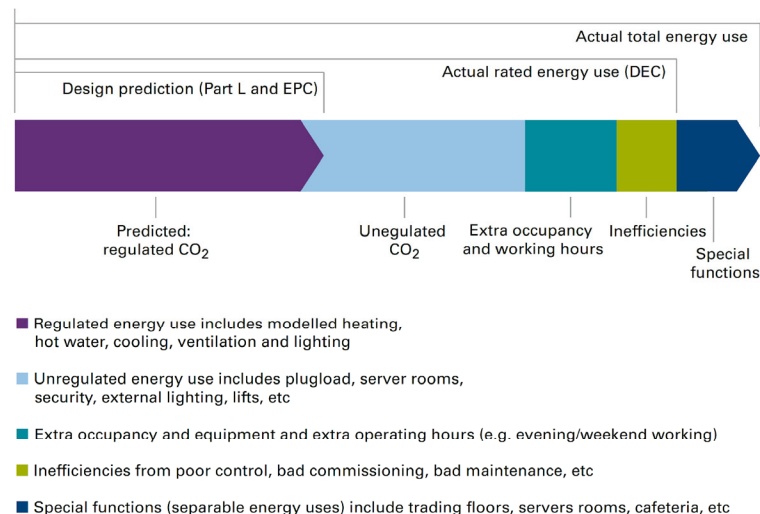 Actual total energy use
Actual rated energy use (DEC)
Design prediction (Part L and EPC)
Predicted:
regulated CO2
Unegulated
CO2
Extra occupancy
and working hours
Inefficiencies
Special
functions
Regulated energy use includes modelled heating,
hot water, cooling, ventilation and lighting
Unregulated energy use includes plugload, server rooms,
security, external lighting, lifts, etc
Extra occupancy and equipment and extra operating hours (e.g. evening/weekend working)
Inefficiencies from poor control, bad commissioning, bad maintenance, etc
Special functions (separable energy uses) include trading floors, servers rooms, cafeteria, etc